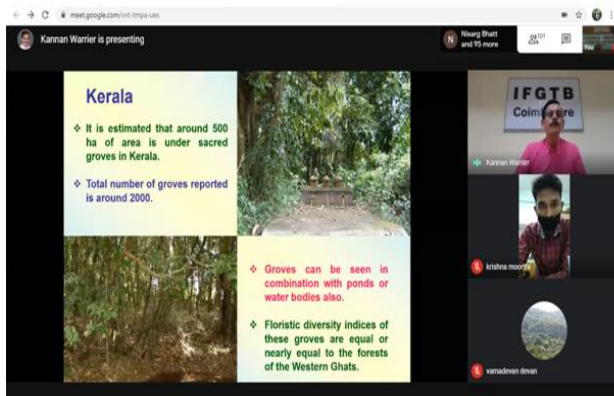 meet.google.com/vnt-tmpa-uas
Kannan Warrier is presenting
N
Nisarg Bhatt
and 95 more
101
You
Kerala
❖ It is estimated that around 500
ha of area is under sacred
groves in Kerala.
❖ Total number of groves reported
is around 2000.
❖ Groves can be seen in
combination with ponds or
water bodies also.
❖ Floristic diversity indices of
these groves are equal or
nearly equal to the forests
of the Western Ghats.
IFGTB
Kannan Warrier
krishna moorthi
vamadevan devan